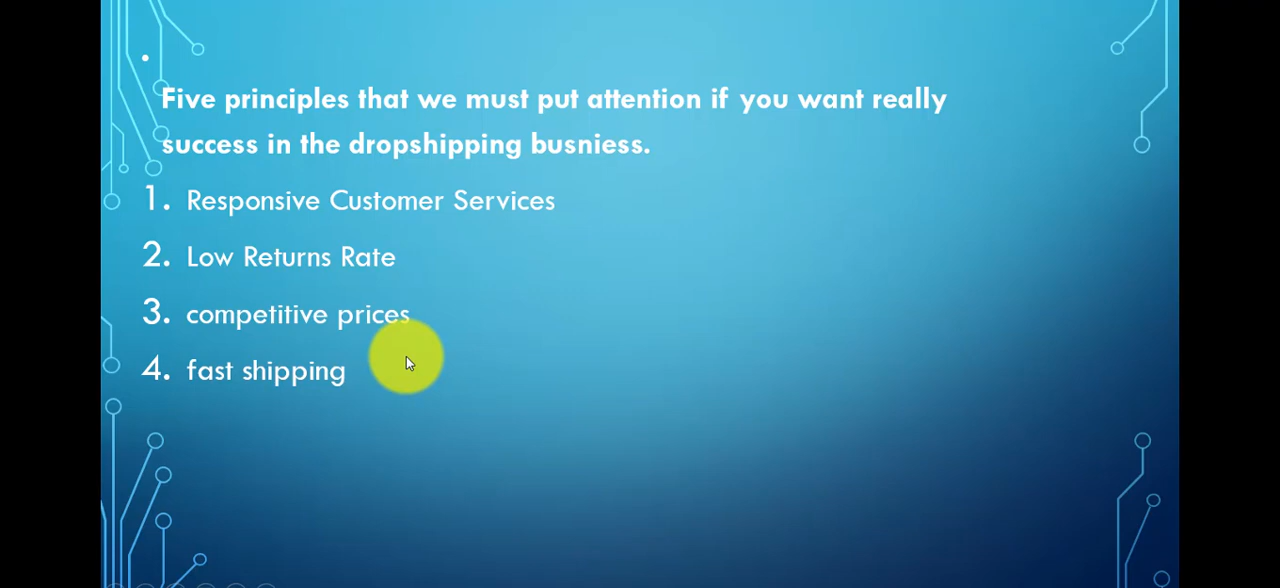 •
Five principles that we must put attention if you want really
success in the dropshipping busniess.
1. Responsive Customer Services
2. Low Returns Rate
3. competitive prices
4. fast shipping